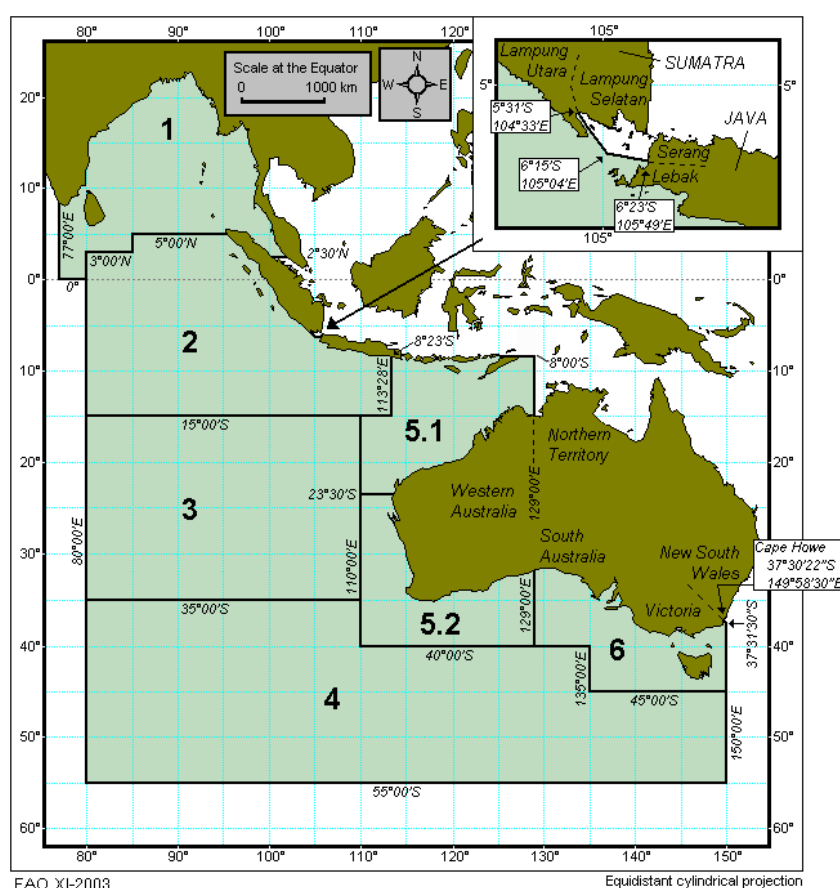 80° 90° 100° 110° 120°
Scale at the Equator
0 1000 km
N
W E
S
Lampung
Utara
105°
SUMATRA
5° 5°
Lampung
Selatan
5°31'S
104°33'E
JAVA
Serang
Lebak
6°15'S
105°04'E
6°23'S
105°49'E
105°
20°
1
10°
77°00'E
5°00'N
3°00'N
2°30'N
0°
0° 0°
2
8°23'S
8°00'S
10° 10°
113°28'E
15°00'S
5.1
Northern
Territory
20° 20°
23°30'S
Western
Australia
129°00'E
3
80°00'E
110°00'E
South
Australia
New South
Wales
Cape Howe
37°30'22"S
149°58'30"E
30°
35°00'S
129°00'E
Victoria
37°31'30"S
5.2
6
40° 40°
40°00'S
135°00'E
4
45°00'S
150°00'E
50° 50°
55°00'S
60° 60°
80° 90° 100° 110° 120° 130° 140° 150°
FAO XI-2003
Equidistant cylindrical projection